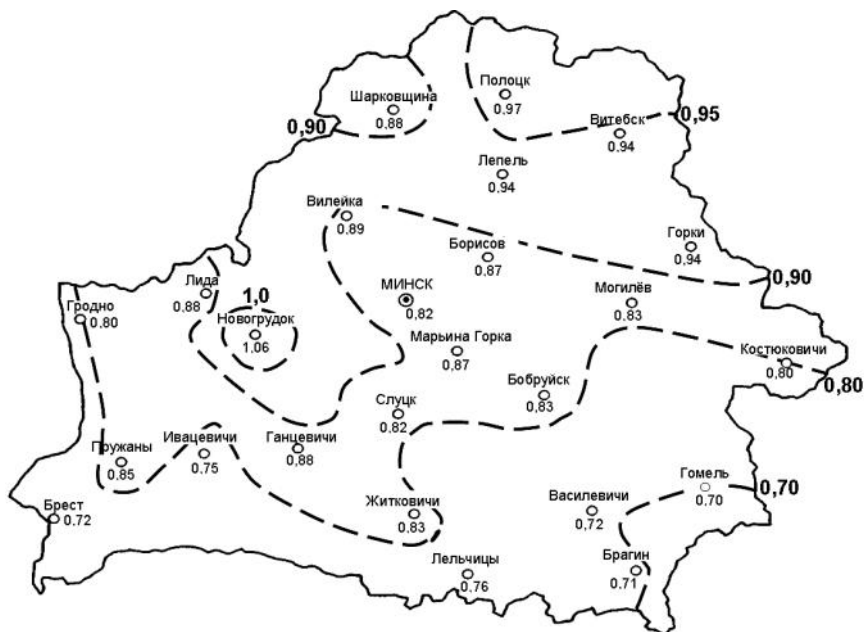 Полоцк
0.97
Шарковщина
0.88
0,90
0,95
Витебск
0.94
Лепель
0.94
Вилейка
0.89
Горки
0.94
Борисов
0.87
0,90
Лида
0.88
1,0
МИНСК
0.82
Могилёв
0.83
Гродно
0.80
Новогрудок
1,06
Марьина Горка
0.87
Костюковичи
0,80
0,80
Бобруйск
0.83
Слуцк
0.82
Ивацевичи
0.75
Ганцевичи
0.88
Пружаны
0.85
Гомель
0.70
0,70
Брест
0.72
Житковичи
0.83
Василевичи
0.72
Лельчицы
0.76
Брагин
0.71